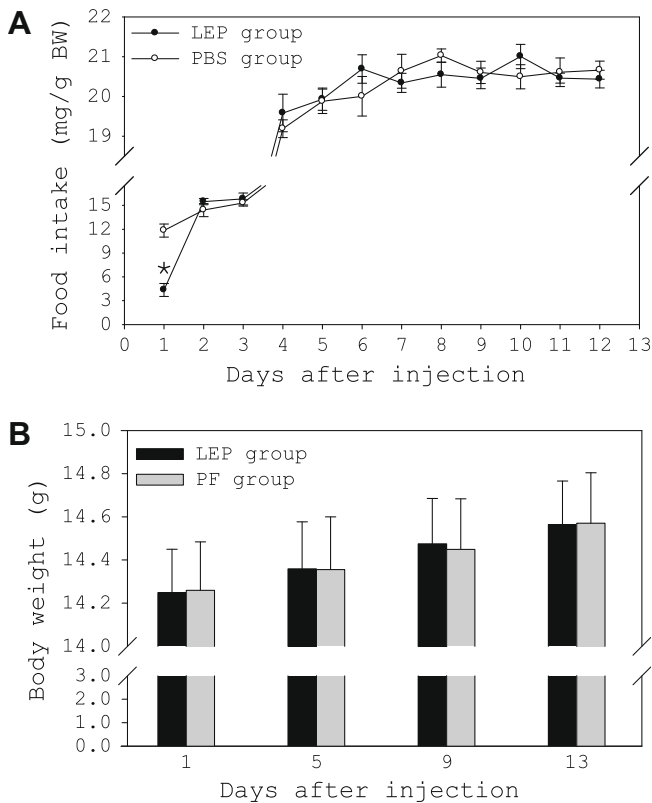 A
Food intake (mg/g BW)
22
21
20
19
15
12
9
6
3
0
LEP group
PBS group
0 1 2 3 4 5 6 7 8 9 10 11 12 13
Days after injection
B
Body weight (g)
15.0
14.8
14.6
14.4
14.2
14.0
3.0
2.0
1.0
0.0
LEP group
PF group
1 5 9 13
Days after injection